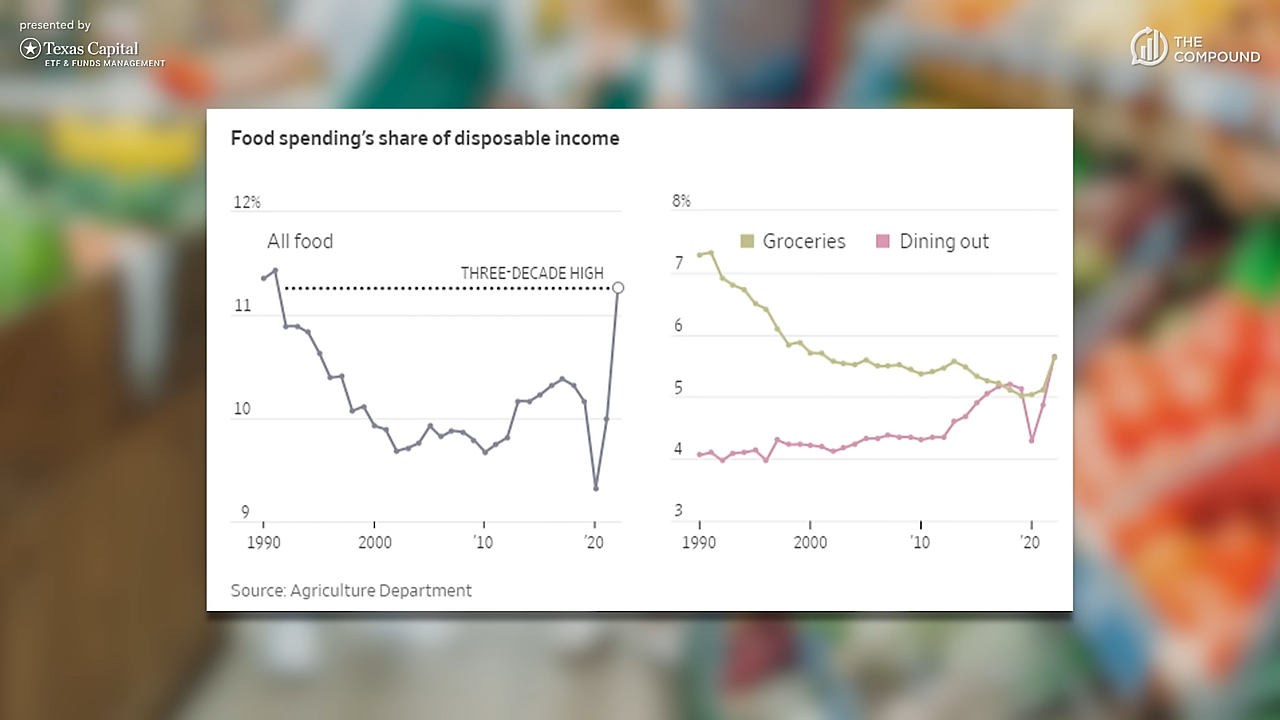 presented by
Texas Capital
ETF & FUNDS MANAGEMENT
THE
COMPOUND
Food spending’s share of disposable income
12%
All food
THREE-DECADE HIGH
11
10
9
1990 2000 ’10 ’20
8%
Groceries Dining out
7
6
5
4
3
1990 2000 ’10 ’20
Source: Agriculture Department